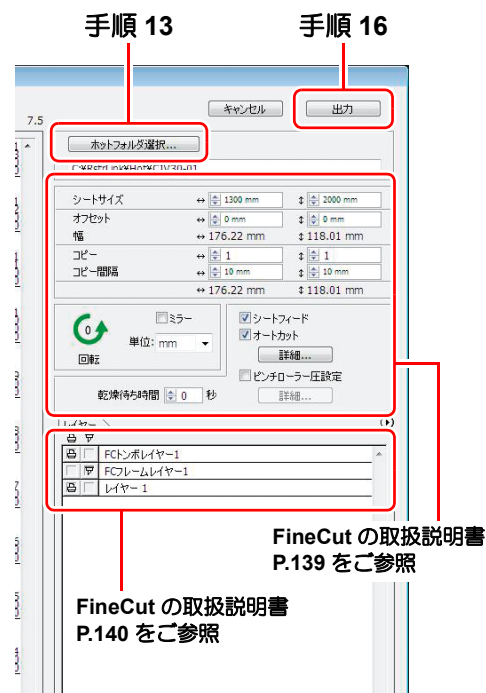 手順 13 手順 16
7.5
キャンセル 出力
ホットフォルダ選択...
シートサイズ ↔ 1300 mm ↕ 2000 mm
オフセット ↔ 0 mm ↕ 0 mm
幅 ↔ 176.22 mm ↕ 118.01 mm
コピー ↔ 1 ↕ 1
コピー間隔 ↔ 10 mm ↕ 10 mm
↔ 176.22 mm ↕ 118.01 mm
0
回転
ミラー
単位: mm
乾燥待ち時間 0 秒
シートフィード
オートカット
詳細...
ピンチローラー圧設定
詳細...
レイヤー
FCトンボレイヤー1
FCフレームレイヤー1
レイヤー 1
FineCut の取扱説明書
P.139 をご参照
FineCut の取扱説明書
P.140 をご参照